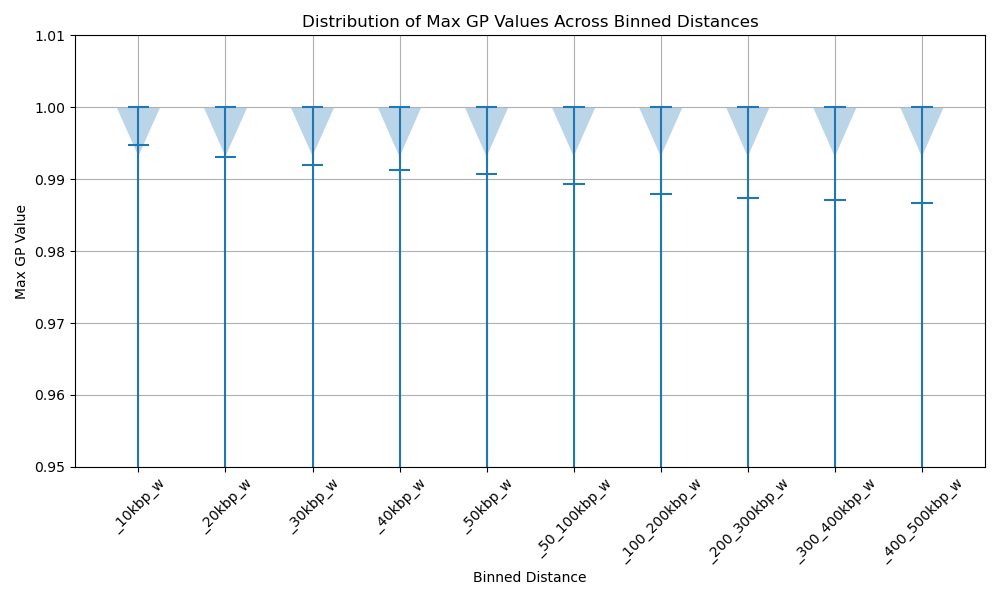 Distribution of Max GP Values Across Binned Distances
1.01
1.00
0.99
0.98
0.97
0.96
0.95
Max GP Value
_10kbp_w
_20kbp_w
_30kbp_w
_40kbp_w
_50kbp_w
_50_100kbp_w
_100_200kbp_w
_200_300kbp_w
_300_400kbp_w
_400_500kbp_w
Binned Distance